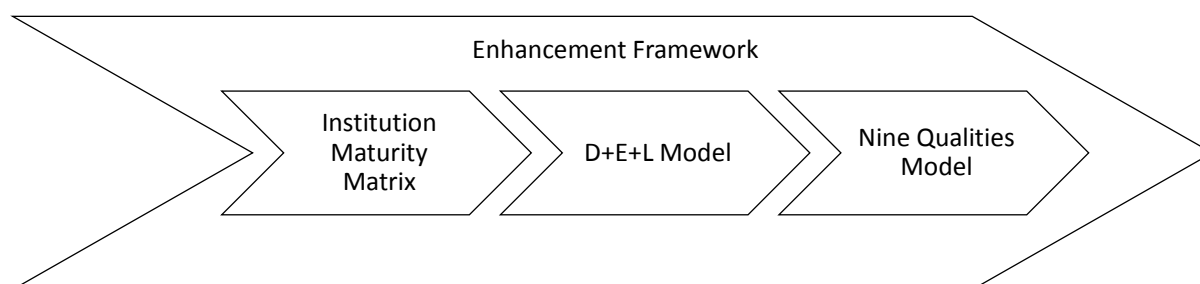 Enhancement Framework
Institution
Maturity
Matrix
D+E+L Model
Nine Qualities
Model